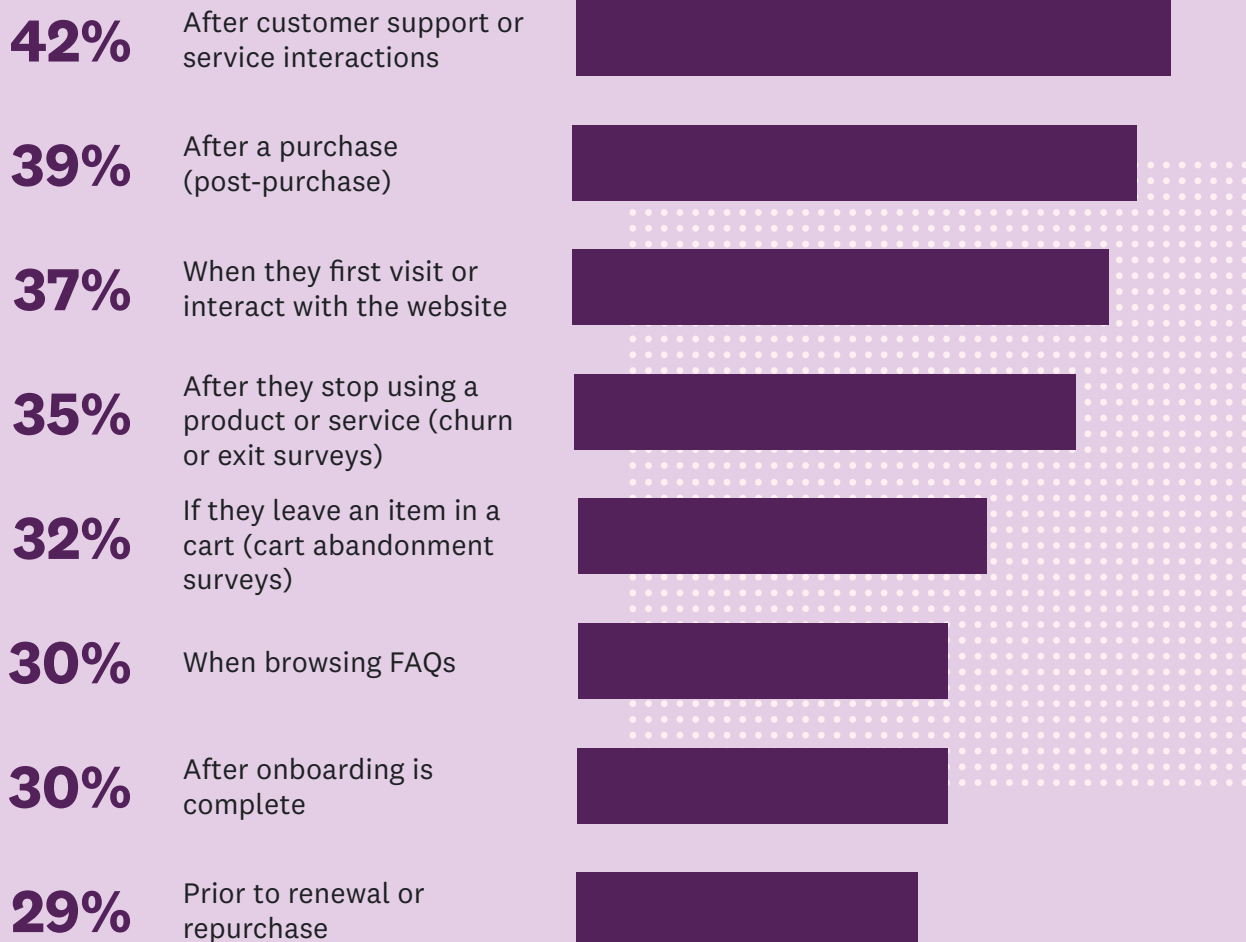 42%
After customer support or
service interactions
39%
After a purchase
(post-purchase)
37%
When they first visit or
interact with the website
35%
After they stop using a
product or service (churn
or exit surveys)
32%
If they leave an item in a
cart (cart abandonment
surveys)
30%
When browsing FAQs
30%
After onboarding is
complete
29%
Prior to renewal or
repurchase